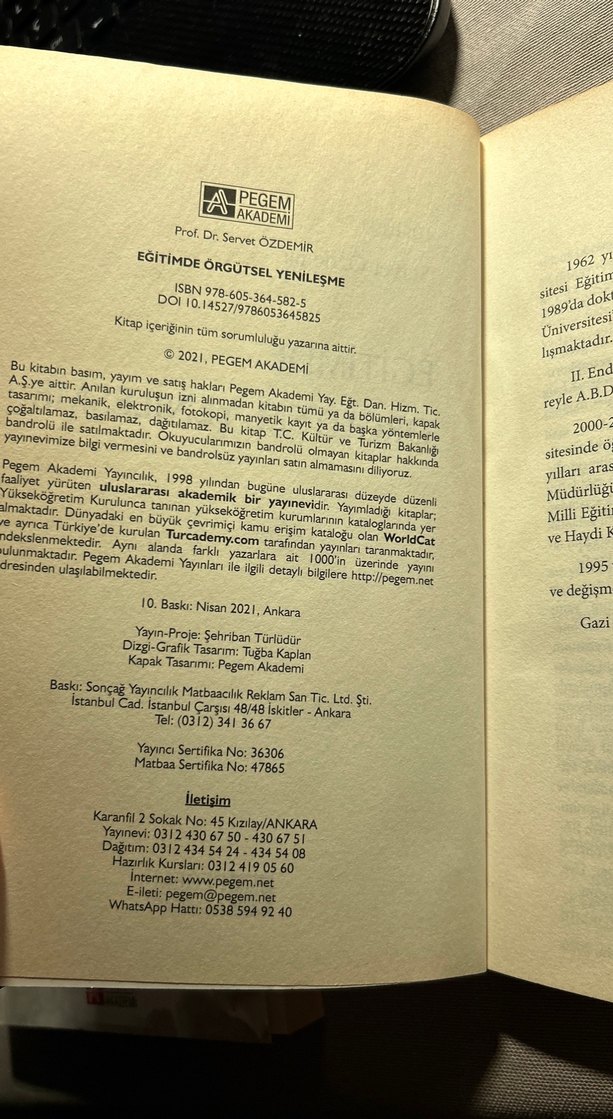 PEGEM
AKADEMİ
Prof. Dr. Servet ÖZDEMİR
EĞİTİMDE ÖRGÜTSEL YENİLEŞME
ISBN 978-605-364-582-5
DOI 10.14527/9786053645825
Kitap içeriğinin tüm sorumluluğu yazarına aittir.
© 2021, PEGEM AKADEMİ
Bu kitabın basım, yayım ve satış hakları Pegem Akademi Yay. Eğt. Dan. Hizm. Tic.
A.Ş.ye aittir. Anılan kuruluşun izni alınmadan kitabın tümü ya da bölümleri, kapak
tasarımı; mekanik, elektronik, fotokopi, manyetik kayıt ya da başka yöntemlerle
çoğaltılamaz, basılamaz, dağıtılamaz. Bu kitap T.C. Kültür ve Turizm Bakanlığı
bandrolü ile satılmaktadır. Okuyucularımızın bandrolü olmayan kitaplar hakkında
yayınevimize bilgi vermesini ve bandrolsüz yayınları satın almamasını diliyoruz.
Pegem Akademi Yayıncılık, 1998 yılından bugüne uluslararası düzeyde düzenli
faaliyet yürüten uluslararası akademik bir yayınevidir. Yayımladığı kitaplar;
Yükseköğretim Kurulunca tanınan yükseköğretim kurumlarının kataloglarında yer
almaktadır. Dünyadaki en büyük çevrimiçi kamu erişim kataloğu olan WorldCat
ve ayrıca Türkiye'de kurulan Turcademy.com tarafından yayınları taranmaktadır,
ndekslenmektedir. Aynı alanda farklı yazarlara ait 1000'in üzerinde yayını
bulunmaktadır. Pegem Akademi Yayınları ile ilgili detaylı bilgilere http://pegem.net
dresinden ulaşılabilmektedir.
10. Baskı: Nisan 2021, Ankara
Yayın-Proje: Şehriban Türlüdür
Dizgi-Grafik Tasarım: Tuğba Kaplan
Kapak Tasarımı: Pegem Akademi
Baskı: Sonçağ Yayıncılık Matbaacılık Reklam San Tic. Ltd. Şti.
İstanbul Cad. İstanbul Çarşısı 48/48 İskitler - Ankara
Tel: (0312) 341 36 67
Yayıncı Sertifika No: 36306
Matbaa Sertifika No: 47865
İletişim
Karanfil 2 Sokak No: 45 Kızılay/ANKARA
Yayınevi: 0312 430 67 50 - 430 67 51
Dağıtım: 0312 434 54 24 - 434 54 08
Hazırlık Kursları: 0312 419 05 60
İnternet: www.pegem.net
E-ileti: pegem@pegem.net
WhatsApp Hattı: 0538 594 92 40
1962 yı
sitesi Eğitim
1989'da dokt
Üniversitesi
lışmaktadır.
II. End
reyle A.B.D
2000-2
sitesinde öğ
yılları aras
Müdürlüğü
Milli Eğitim
ve Haydi K
1995
ve değişm
Gazi